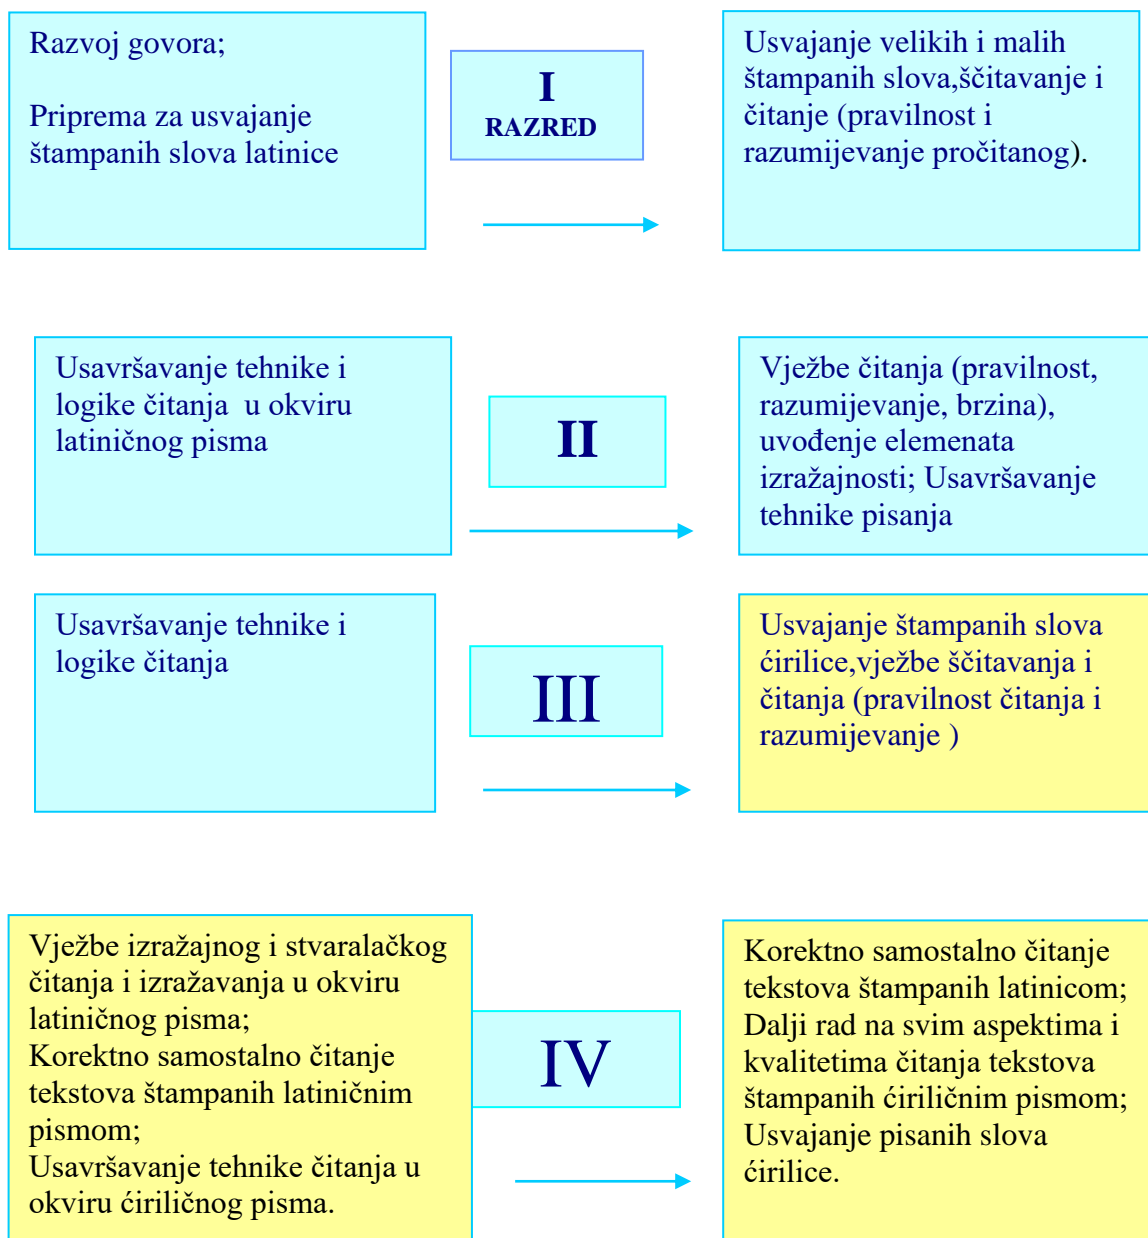 Razvoj govora;
Priprema za usvajanje
štampanih slova latinice
I
RAZRED
Usvajanje velikih i malih
štampanih slova,ščitavanje i
čitanje (pravilnost i
razumijevanje pročitanog).
Usavršavanje tehnike i
logike čitanja  u okviru
latiničnog pisma
II
Vježbe čitanja (pravilnost,
razumijevanje, brzina),
uvođenje elemenata
izražajnosti; Usavršavanje
tehnike pisanja
Usavršavanje tehnike i
logike čitanja
III
Usvajanje štampanih slova
ćirilice,vježbe ščitavanja i
čitanja (pravilnost čitanja i
razumijevanje )
Vježbe izražajnog i stvaralačkog
čitanja i izražavanja u okviru
latiničnog pisma;
Korektno samostalno čitanje
tekstova štampanih latiničnim
pismom;
Usavršavanje tehnike čitanja u
okviru ćiriličnog pisma.
IV
Korektno samostalno čitanje
tekstova štampanih latinicom;
Dalji rad na svim aspektima i
kvalitetima čitanja tekstova
štampanih ćiriličnim pismom;
Usvajanje pisanih slova
ćirilice.